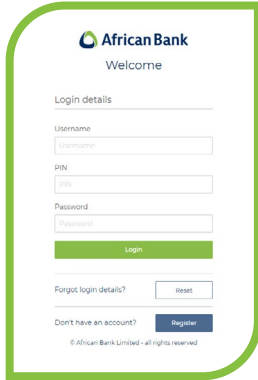 African Bank
Welcome
Login details
Username
Username
PIN
PIN
Password
Password
Login
Forgot login details? Reset
Don't have an account? Register
© African Bank Limited - all rights reserved